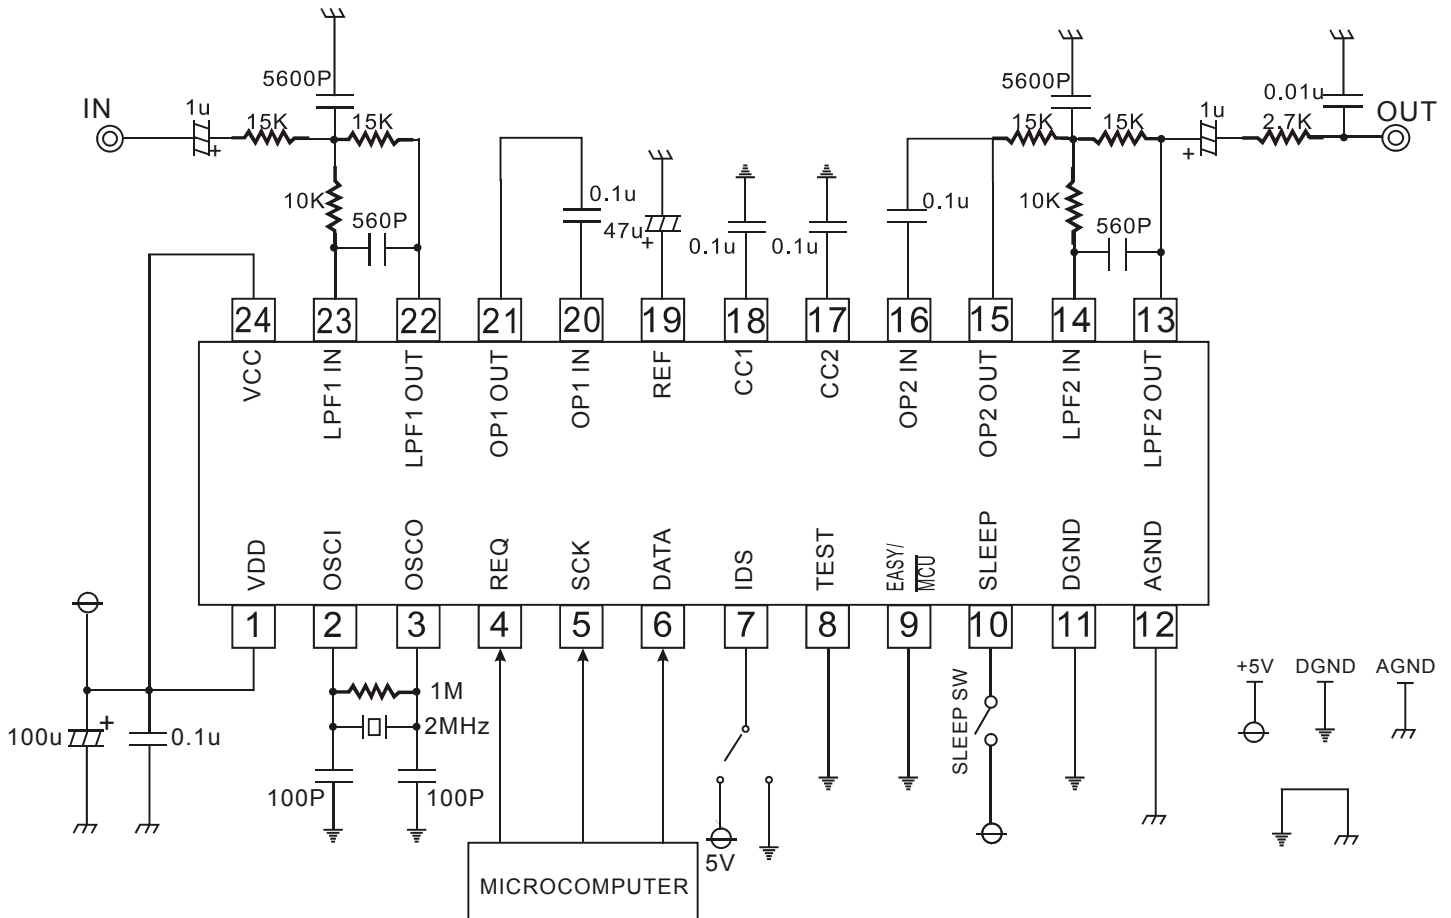 5600P
5600P
IN
1u
15K
15K
15K
15K
1u
0.01u
2.7K
OUT
+
+
10K
560P
0.1u
47u
+
0.1u
0.1u
0.1u
10K
560P
24
23
22
21
20
19
18
17
16
15
14
13
VCC
LPF1 IN
LPF1 OUT
OP1 OUT
OP1 IN
REF
CC1
CC2
OP2 IN
OP2 OUT
LPF2 IN
LPF2 OUT
VDD
OSCI
OSCO
REQ
SCK
DATA
IDS
TEST
EASY/
MCU
SLEEP
DGND
AGND
1
2
3
4
5
6
7
8
9
10
11
12
1M
2MHz
100u
+
0.1u
100P
100P
5V
SLEEP SW
+5V
DGND
AGND
MICROCOMPUTER